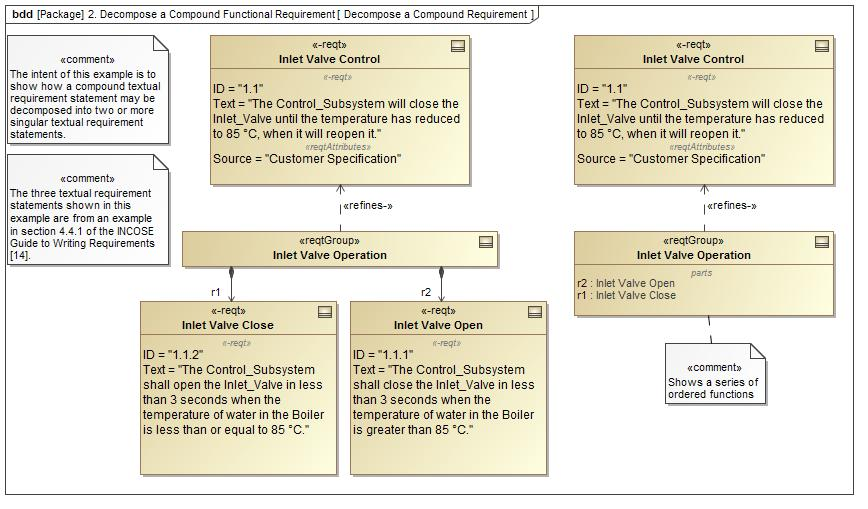 bdd [Package] 2. Decompose a Compound Functional Requirement [ Decompose a Compound Requirement ]
«comment»
The intent of this example is to
show how a compound textual
requirement statement may be
decomposed into two or more
singular textual requirement
statements.
«comment»
The three textual requirement
statements shown in this
example are from an example
in section 4.4.1 of the INCOSE
Guide to Writing Requirements
[14].
«-reqt»
Inlet Valve Control
«-reqt»
ID = "1.1"
Text = "The Control_Subsystem will close the
Inlet_Valve until the temperature has reduced
to 85 °C, when it will reopen it."
«reqtAttributes»
Source = "Customer Specification"
«refines-»
«reqtGroup»
Inlet Valve Operation
r1
r2
«-reqt»
Inlet Valve Close
«-reqt»
ID = "1.1.2"
Text = "The Control_Subsystem
shall open the Inlet_Valve in less
than 3 seconds when the
temperature of water in the Boiler
is less than or equal to 85 °C."
«-reqt»
Inlet Valve Open
«-reqt»
ID = "1.1.1"
Text = "The Control_Subsystem
shall close the Inlet_Valve in less
than 3 seconds when the
temperature of water in the Boiler
is greater than 85 °C."
«-reqt»
Inlet Valve Control
«-reqt»
ID = "1.1"
Text = "The Control_Subsystem will close the
Inlet_Valve until the temperature has reduced
to 85 °C, when it will reopen it."
«reqtAttributes»
Source = "Customer Specification"
«refines-»
«reqtGroup»
Inlet Valve Operation
parts
r2 : Inlet Valve Open
r1 : Inlet Valve Close
«comment»
Shows a series of
ordered functions